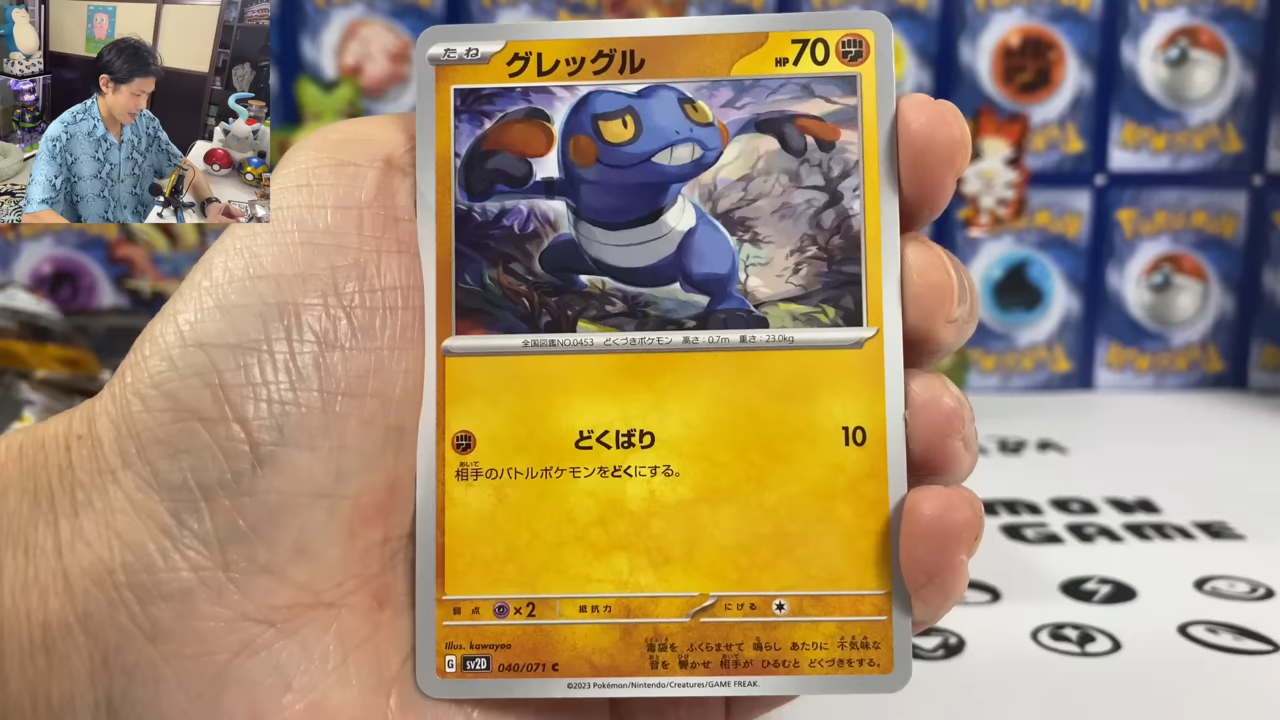 たね グレッグル HP 70
全国図鑑NO.0453 どくづきポケモン 高さ:0.7m 重さ:23.0kg
どくばり 10
相手のバトルポケモンをどくにする。
弱点 ×2 抵抗力 にげる
Illus. kawayoo
毒袋を ふくらませて 鳴らし あたりに 不気味な
音を 響かせ 相手が ひるむと どくづきをする。
G SV2D 040/071 C
©2023 Pokémon/Nintendo/Creatures/GAME FREAK.
MON
GAME